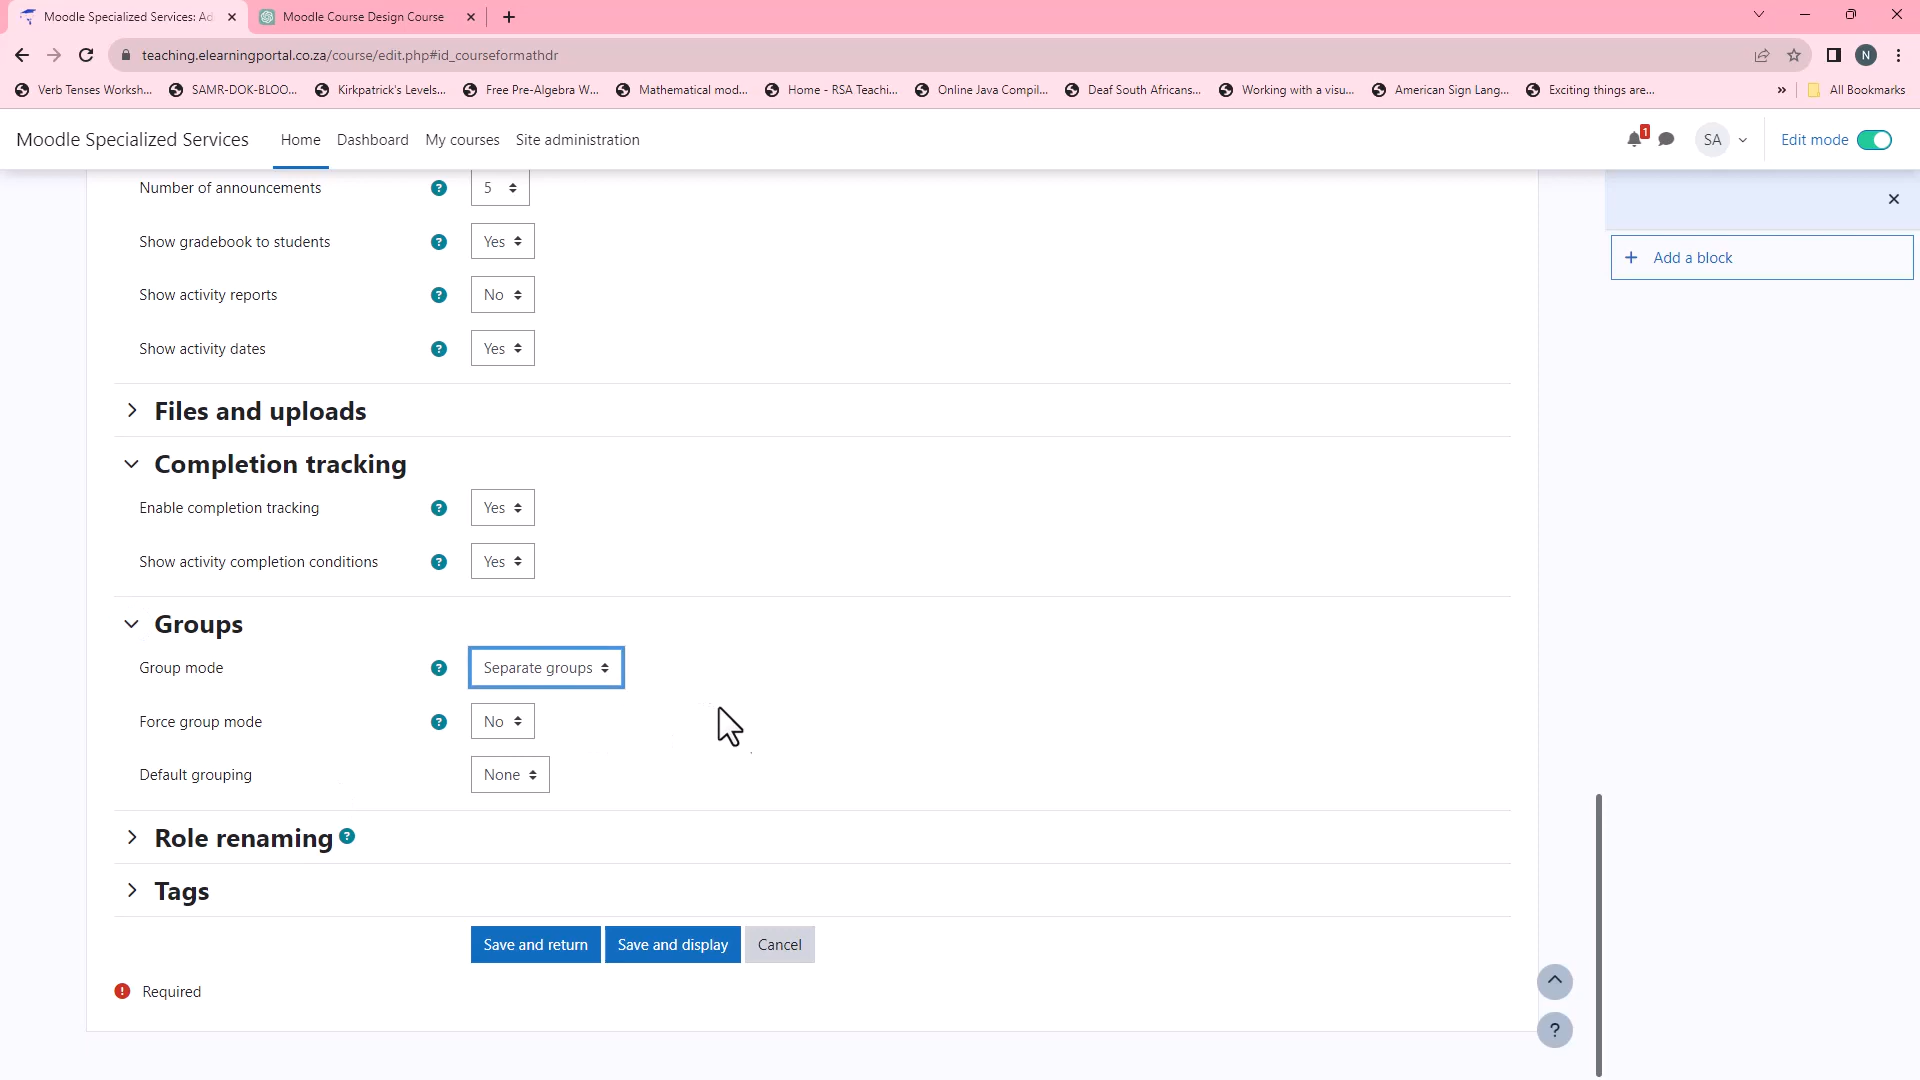 Moodle Specialized Services: Ad
Moodle Course Design Course
teaching.elearningportal.co.za/course/edit.php#id_courseformathdr
N
Verb Tenses Worksh...
SAMR-DOK-BLOO...
Kirkpatrick's Levels...
Free Pre-Algebra W...
Mathematical mod...
Home - RSA Teachi...
Online Java Compil...
Deaf South Africans...
Working with a visu...
American Sign Lang...
Exciting things are...
»
All Bookmarks
Moodle Specialized Services
Home
Dashboard
My courses
Site administration
1
SA
Edit mode
Number of announcements ? 5
Show gradebook to students ? Yes
Show activity reports ? No
Show activity dates ? Yes
+ Add a block
Files and uploads
Completion tracking
Enable completion tracking ? Yes
Show activity completion conditions ? Yes
Groups
Group mode ? Separate groups
Force group mode ? No
Default grouping None
Role renaming ?
Tags
Save and return
Save and display
Cancel
! Required
?